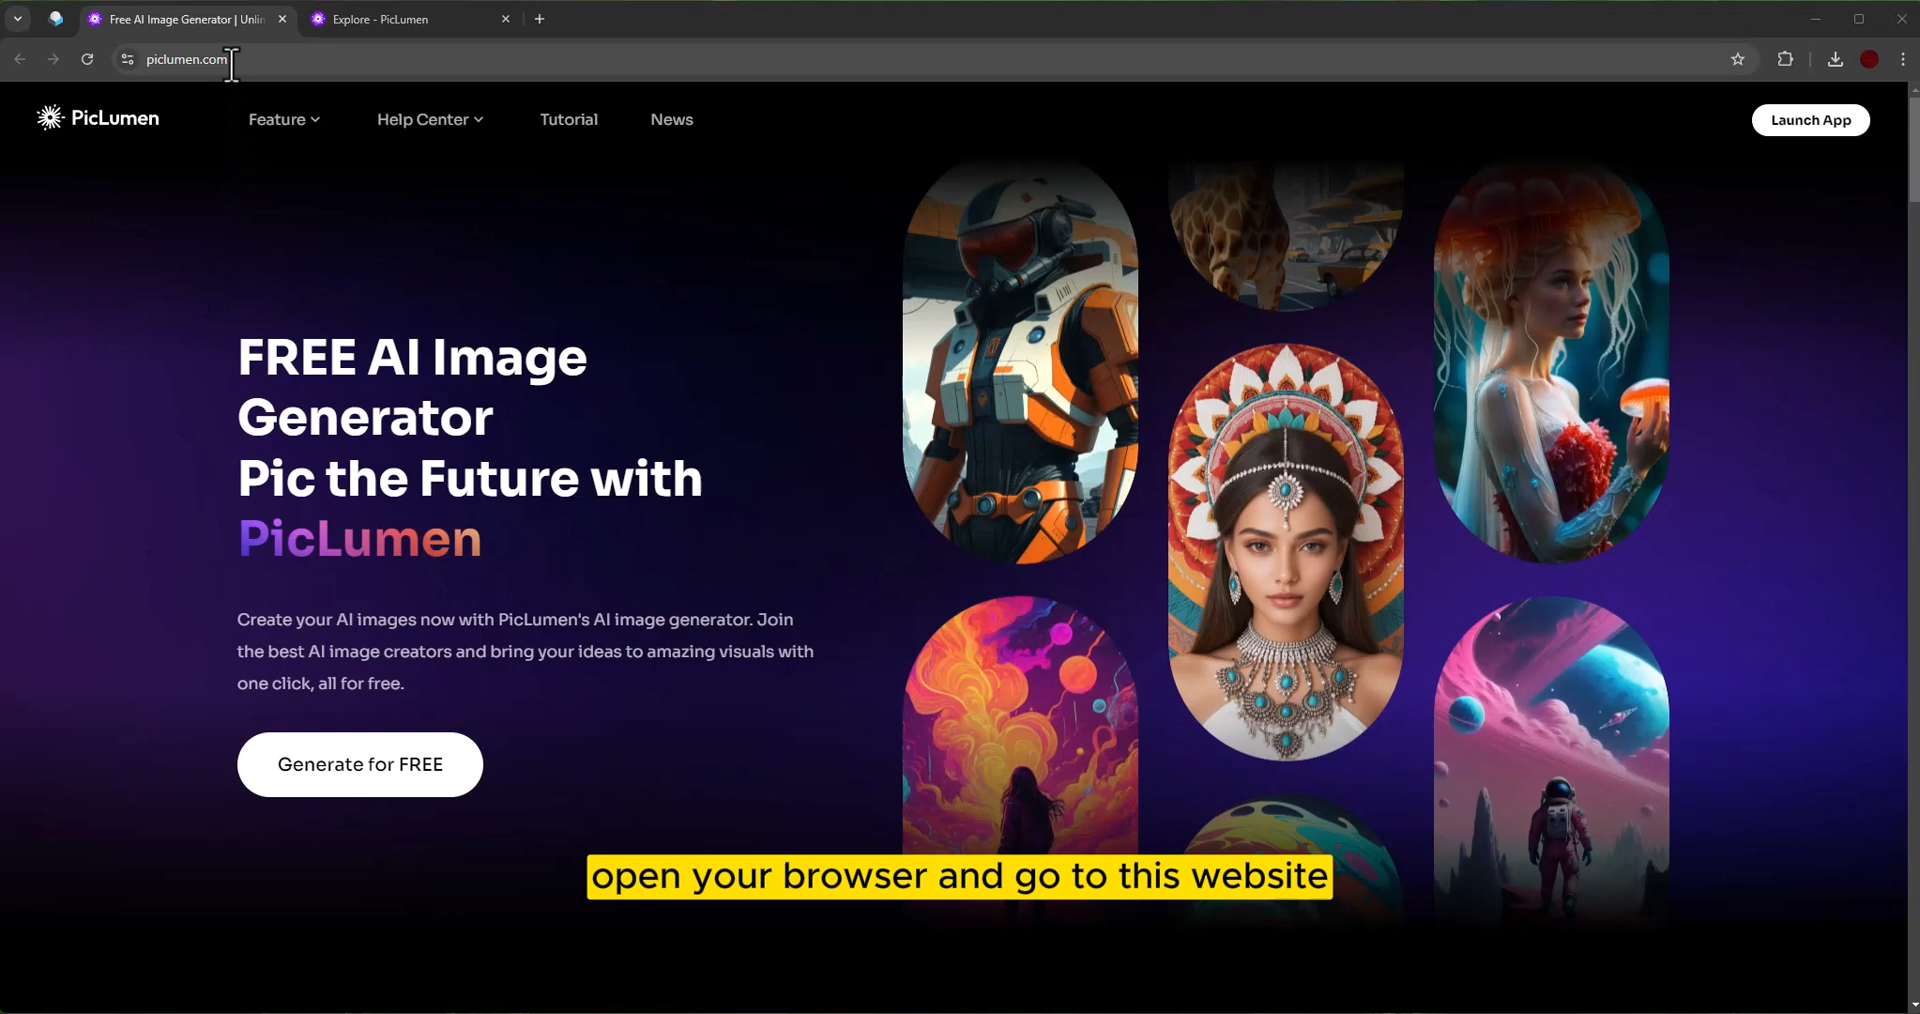 Free AI Image Generator | Unlin
Explore - PicLumen
piclumen.com
PicLumen
Feature
Help Center
Tutorial
News
Launch App
FREE AI Image
Generator
Pic the Future with
PicLumen
Create your AI images now with PicLumen's AI image generator. Join
the best AI image creators and bring your ideas to amazing visuals with
one click, all for free.
Generate for FREE
open your browser and go to this website